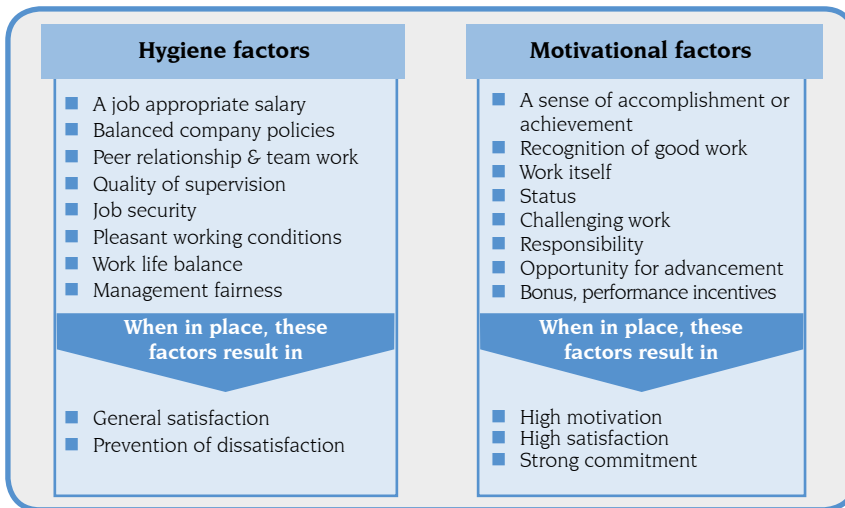 Hygiene factors
A job appropriate salary
Balanced company policies
Peer relationship & team work
Quality of supervision
Job security
Pleasant working conditions
Work life balance
Management fairness
When in place, these
factors result in
General satisfaction
Prevention of dissatisfaction
Motivational factors
A sense of accomplishment or
achievement
Recognition of good work
Work itself
Status
Challenging work
Responsibility
Opportunity for advancement
Bonus, performance incentives
When in place, these
factors result in
High motivation
High satisfaction
Strong commitment